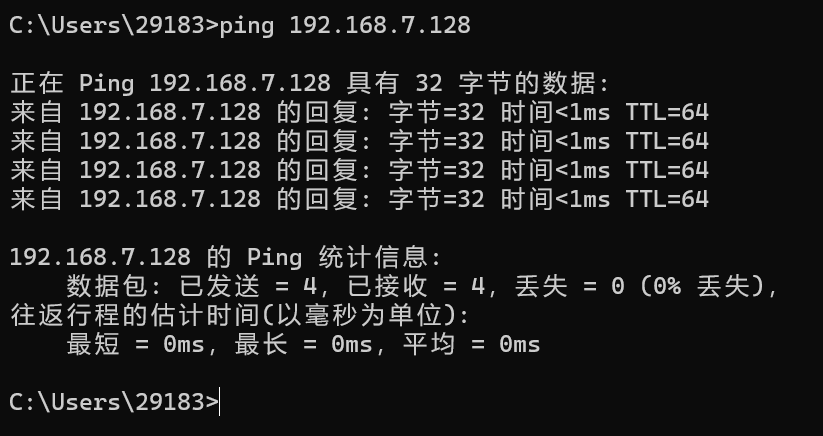 C:\Users\29183>ping 192.168.7.128
正在 Ping 192.168.7.128 具有 32 字节的数据:
来自 192.168.7.128 的回复: 字节=32 时间<1ms TTL=64
来自 192.168.7.128 的回复: 字节=32 时间<1ms TTL=64
来自 192.168.7.128 的回复: 字节=32 时间<1ms TTL=64
来自 192.168.7.128 的回复: 字节=32 时间<1ms TTL=64
192.168.7.128 的 Ping 统计信息:
数据包: 已发送 = 4, 已接收 = 4, 丢失 = 0 (0% 丢失),
往返行程的估计时间(以毫秒为单位):
最短 = 0ms, 最长 = 0ms, 平均 = 0ms
C:\Users\29183>